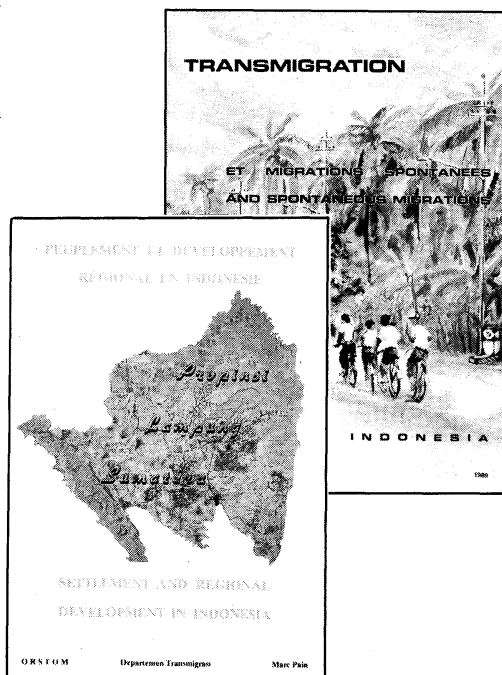 TRANSMIGRATION
ET MIGRATIONS SPONTANEES
AND SPONTANEOUS MIGRATIONS
INDONESIA
PEUPLEMENT ET DEVELOPPEMENT
REGIONAL EN INDONESIE
Propinsi
Lampung
Sumatera
SETTLEMENT AND REGIONAL
DEVELOPMENT IN INDONESIA
ORSTOM Departemen Transmigrasi Marc Pain